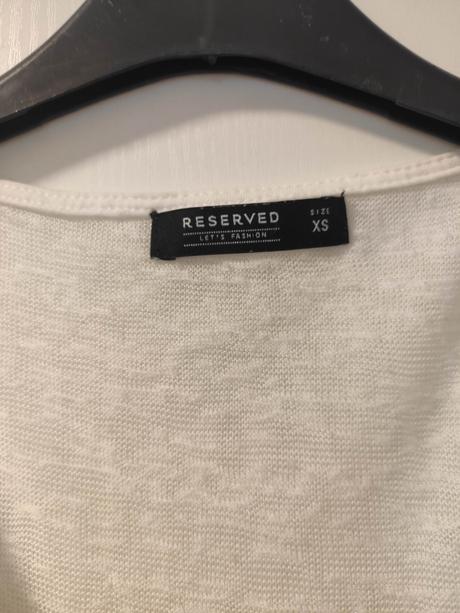 RESERVED
LET'S FASHION
SIZE
XS